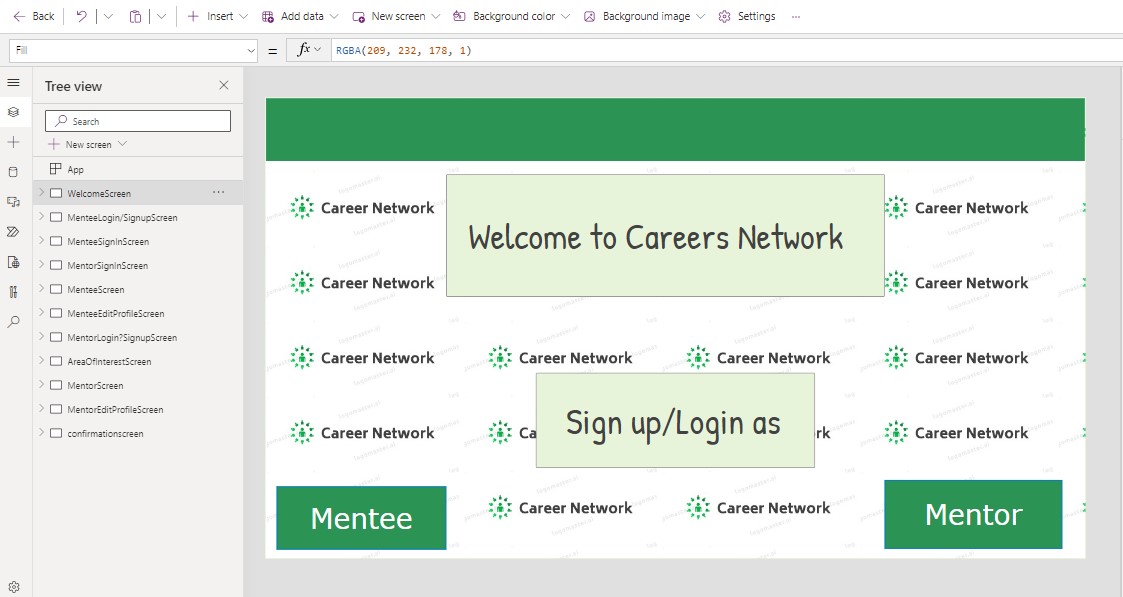 Back
Insert
Add data
New screen
Background color
Background image
Settings
...
Fill
=
fx
RGBA(209, 232, 178, 1)
Tree view
Search
New screen
App
WelcomeScreen
...
MenteeLogin/SignupScreen
MenteeSignInScreen
MentorSignInScreen
MenteeScreen
MenteeEditProfileScreen
MentorLogin?SignupScreen
AreaOfInterestScreen
MentorScreen
MentorEditProfileScreen
confirmationscreen
Career Network
Welcome to Careers Network
Career Network
Career Network
Career Network
Career Network
Career Network
Career Network
Career Network
Career Network
Sign up/Login as
Career Network
Mentee
Career Network
Career Network
Mentor